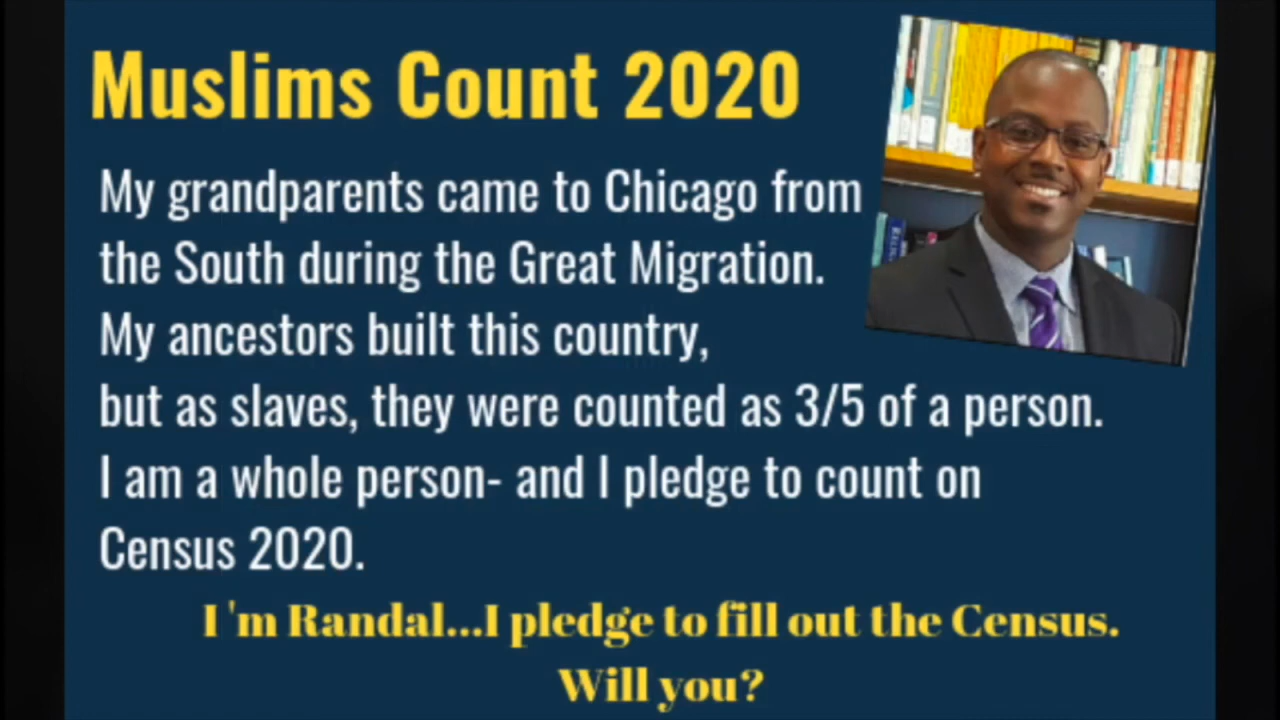 Muslims Count 2020
My grandparents came to Chicago from
the South during the Great Migration.
My ancestors built this country,
but as slaves, they were counted as 3/5 of a person.
I am a whole person- and I pledge to count on
Census 2020.
I 'm Randal...I pledge to fill out the Census.
Will you?